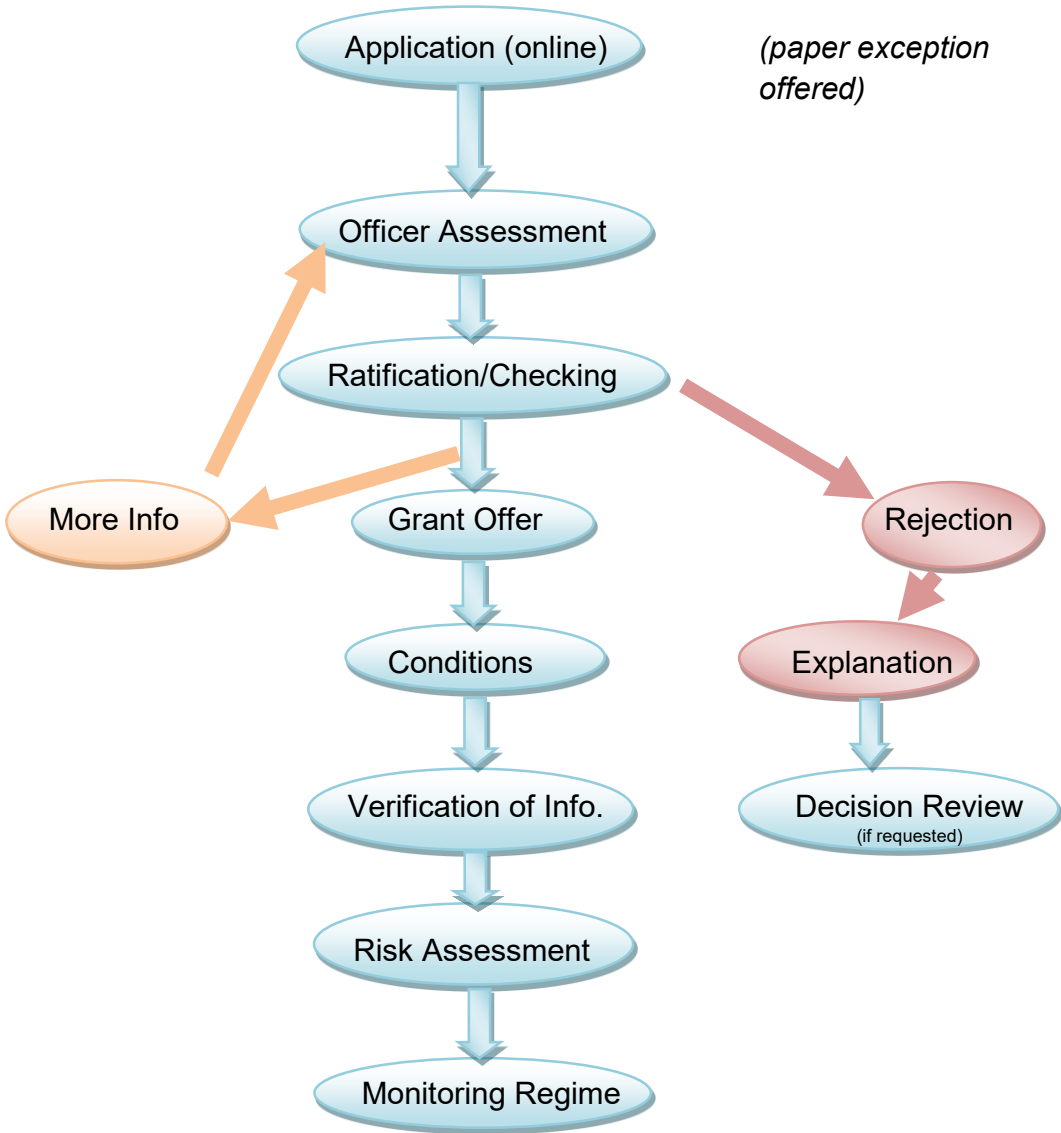 Application (online)
(paper exception
offered)
Officer Assessment
Ratification/Checking
More Info
Grant Offer
Rejection
Conditions
Explanation
Verification of Info.
Decision Review
(if requested)
Risk Assessment
Monitoring Regime